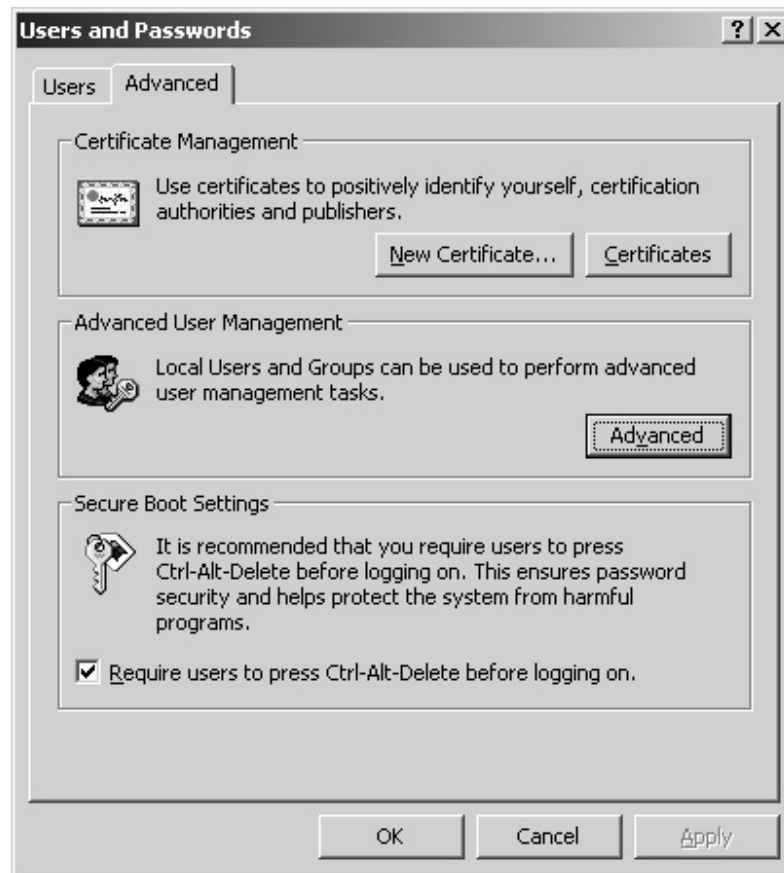 Users and Passwords
Users
Advanced
Certificate Management
Use certificates to positively identify yourself, certification
authorities and publishers.
New Certificate...
Certificates
Advanced User Management
Local Users and Groups can be used to perform advanced
user management tasks.
Advanced
Secure Boot Settings
It is recommended that you require users to press
Ctrl-Alt-Delete before logging on. This ensures password
security and helps protect the system from harmful
programs.
Require users to press Ctrl-Alt-Delete before logging on.
OK
Cancel
Apply